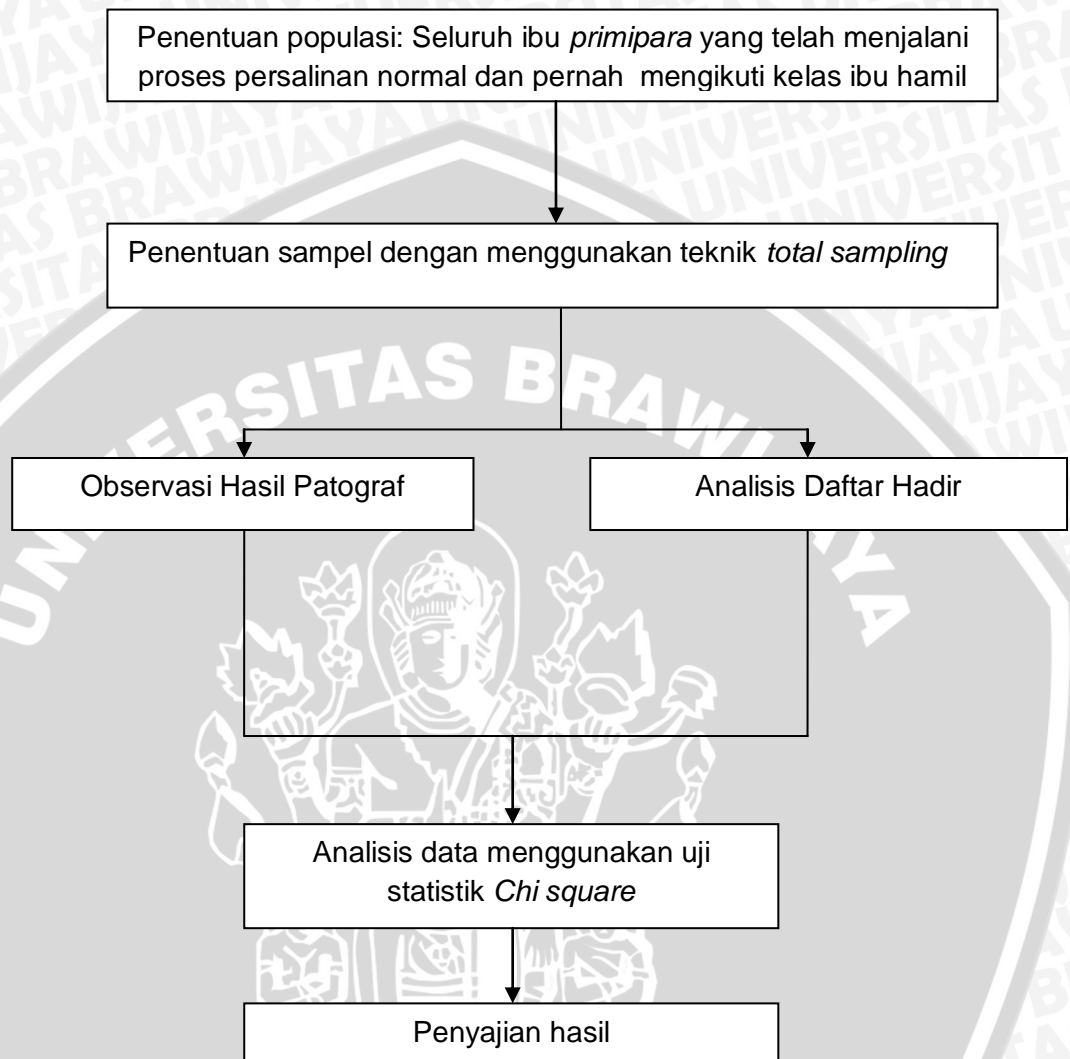 Penentuan populasi: Seluruh ibu primipara yang telah menjalani
proses persalinan normal dan pernah mengikuti kelas ibu hamil
Penentuan sampel dengan menggunakan teknik total sampling
UNIVERSITAS BRAWIJAYA
Observasi Hasil Patograf
Analisis Daftar Hadir
Analisis data menggunakan uji
statistik Chi square
Penyajian hasil